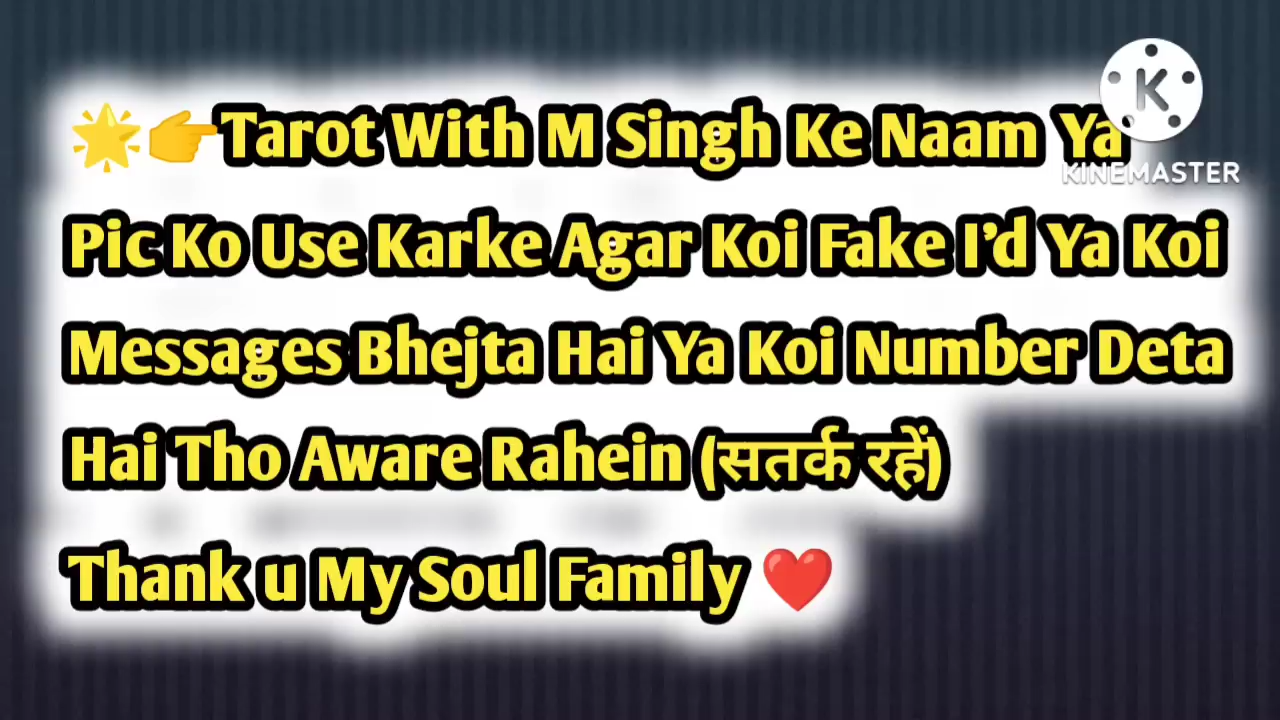 🌟👉Tarot With M Singh Ke Naam Ya
Pic Ko Use Karke Agar Koi Fake I’d Ya Koi
Messages Bhejta Hai Ya Koi Number Deta
Hai Tho Aware Rahein (सतर्क रहें)
Thank u My Soul Family ❤️
K
KINEMASTER